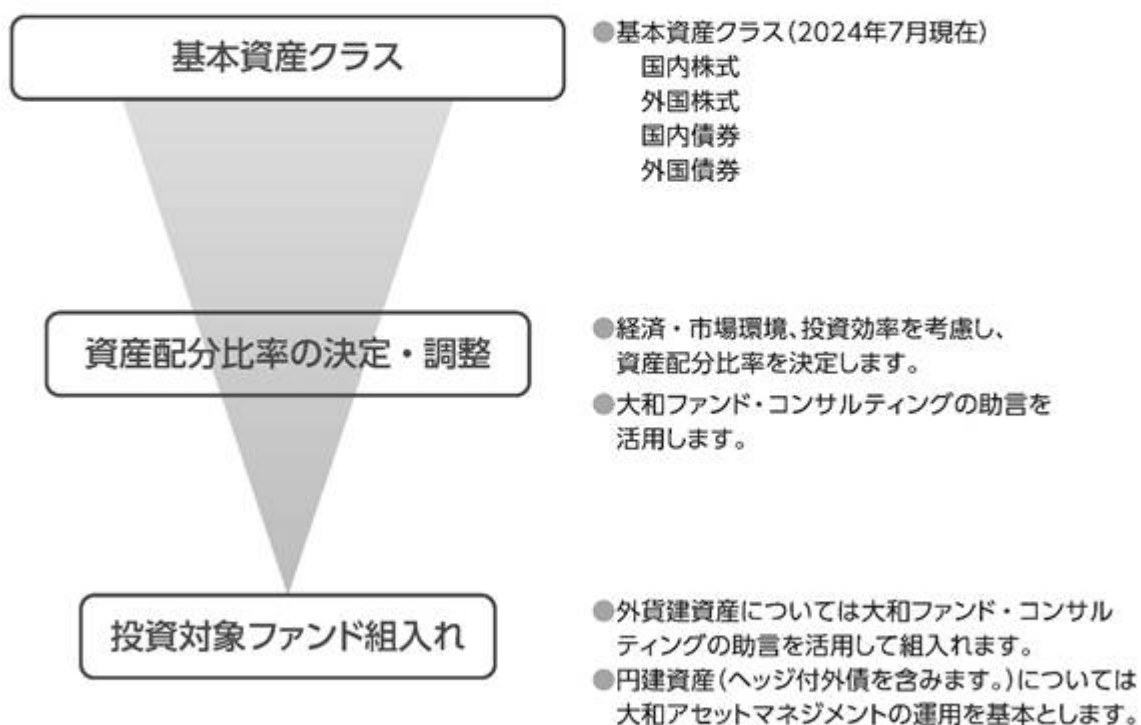 基本資産クラス
●基本資産クラス(2024年7月現在)
国内株式
外国株式
国内債券
外国債券
資産配分比率の決定・調整
●経済・市場環境、投資効率を考慮し、
資産配分比率を決定します。
●大和ファンド・コンサルティングの助言を
活用します。
投資対象ファンド組入れ
●外貨建資産については大和ファンド・コンサル
ティングの助言を活用して組入れます。
●円建資産(ヘッジ付外債を含みます。)については
大和アセットマネジメントの運用を基本とします。